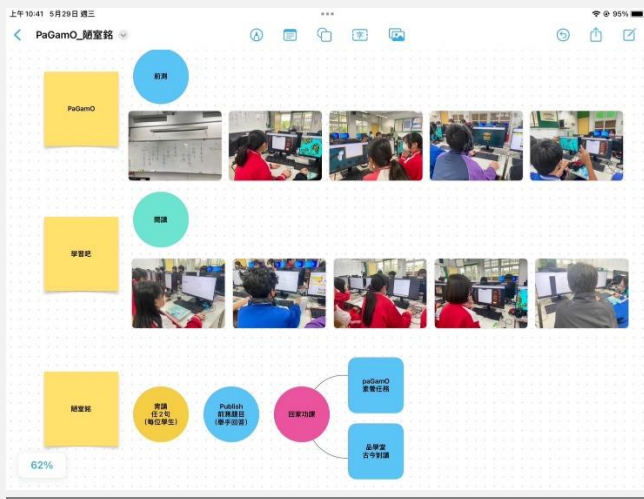 上午10:41 5月29日 週三
95%
PaGamO_陋室銘
字
PaGamO
前測
學習吧
閱讀
陋室銘
背誦
任2句
(每位學生)
Publish
前測題目
(舉手回答)
回家功課
paGamO
素養任務
品學堂
古今對讀
62%